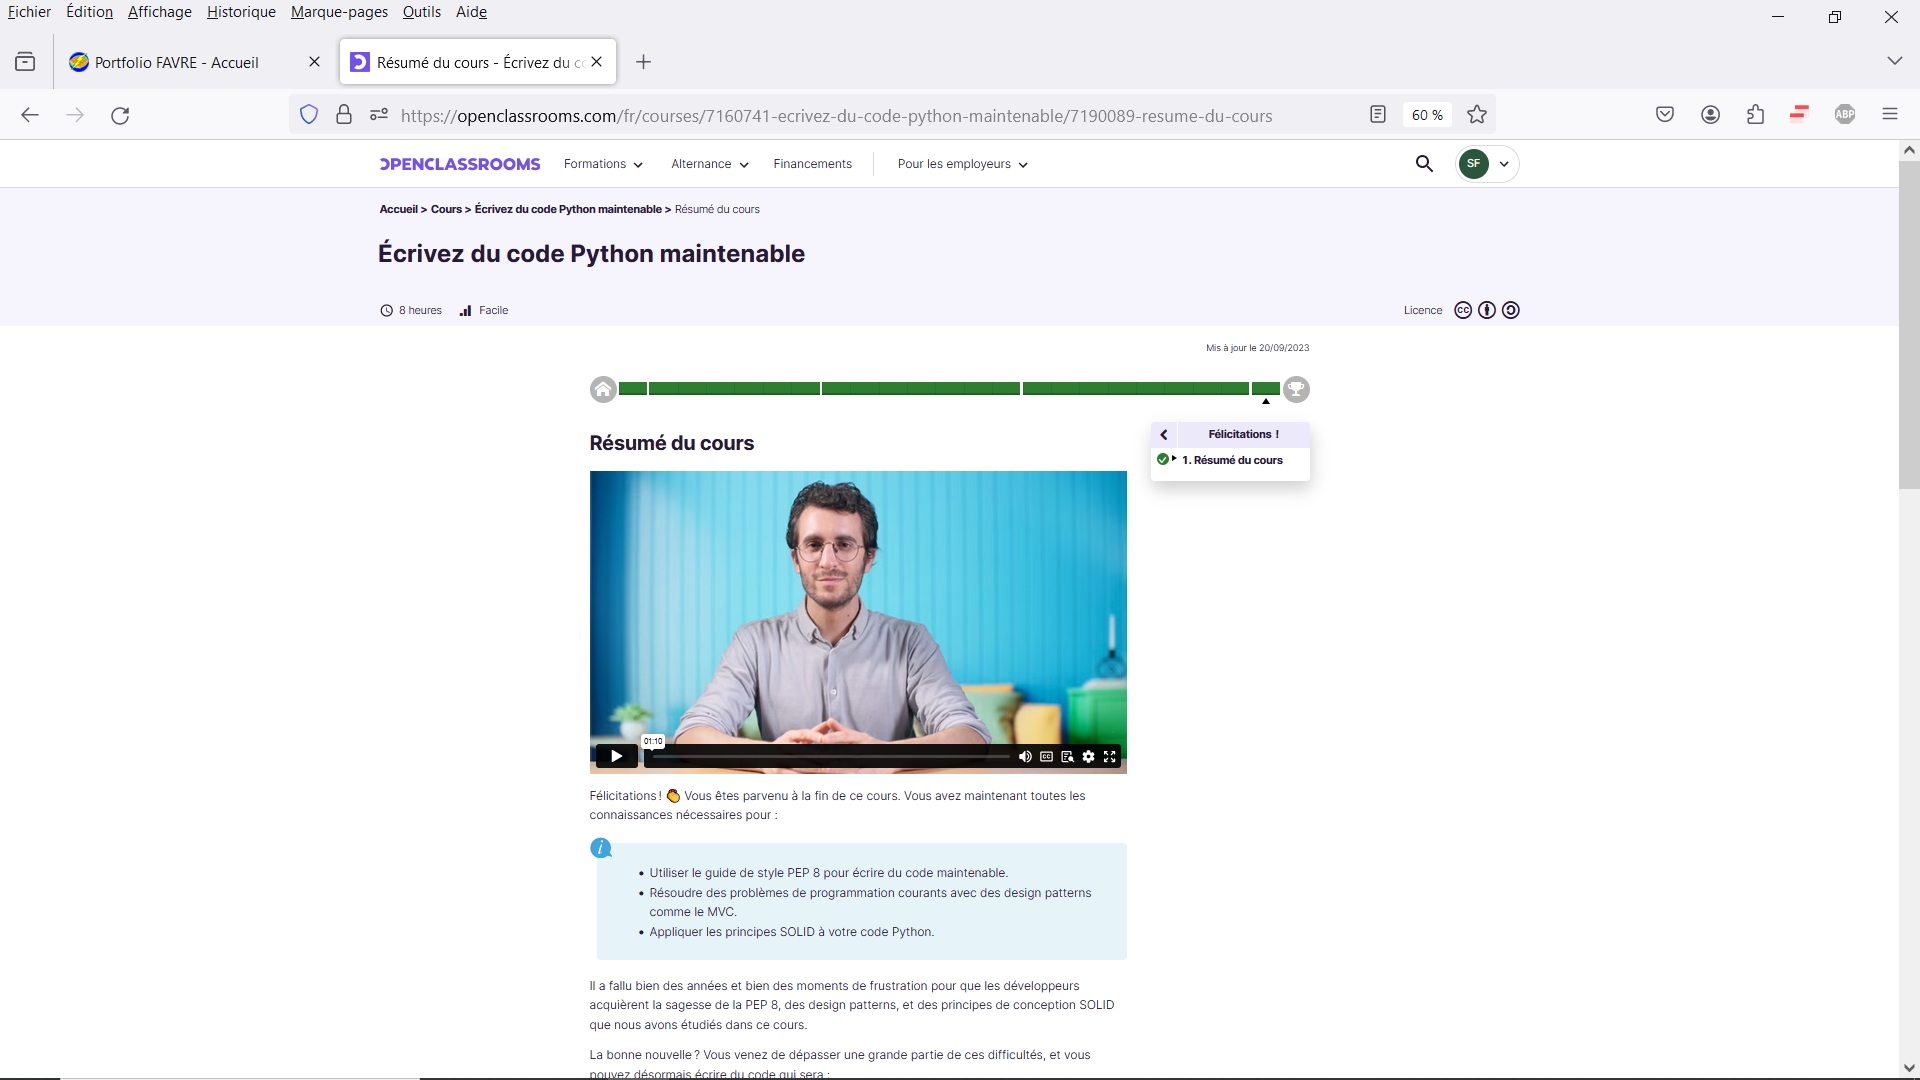 Fichier Édition Affichage Historique Marque-pages Outils Aide
Portfolio FAVRE - Accueil
Résumé du cours - Écrivez du co
https://openclassrooms.com/fr/courses/7160741-ecrivez-du-code-python-maintenable/7190089-resume-du-cours
60 %
ABP
OPENCLASSROOMS Formations Alternance Financements Pour les employeurs
SF
Accueil > Cours > Écrivez du code Python maintenable > Résumé du cours
Écrivez du code Python maintenable
8 heures Facile
Licence
cc
Mis à jour le 20/09/2023
Résumé du cours
Félicitations !
1. Résumé du cours
01:10
CC
Félicitations ! 👏 Vous êtes parvenu à la fin de ce cours. Vous avez maintenant toutes les
connaissances nécessaires pour :
i
• Utiliser le guide de style PEP 8 pour écrire du code maintenable.
• Résoudre des problèmes de programmation courants avec des design patterns
comme le MVC.
• Appliquer les principes SOLID à votre code Python.
Il a fallu bien des années et bien des moments de frustration pour que les développeurs
acquièrent la sagesse de la PEP 8, des design patterns, et des principes de conception SOLID
que nous avons étudiés dans ce cours.
La bonne nouvelle ? Vous venez de dépasser une grande partie de ces difficultés, et vous
pouvez désormais écrire du code qui sera :